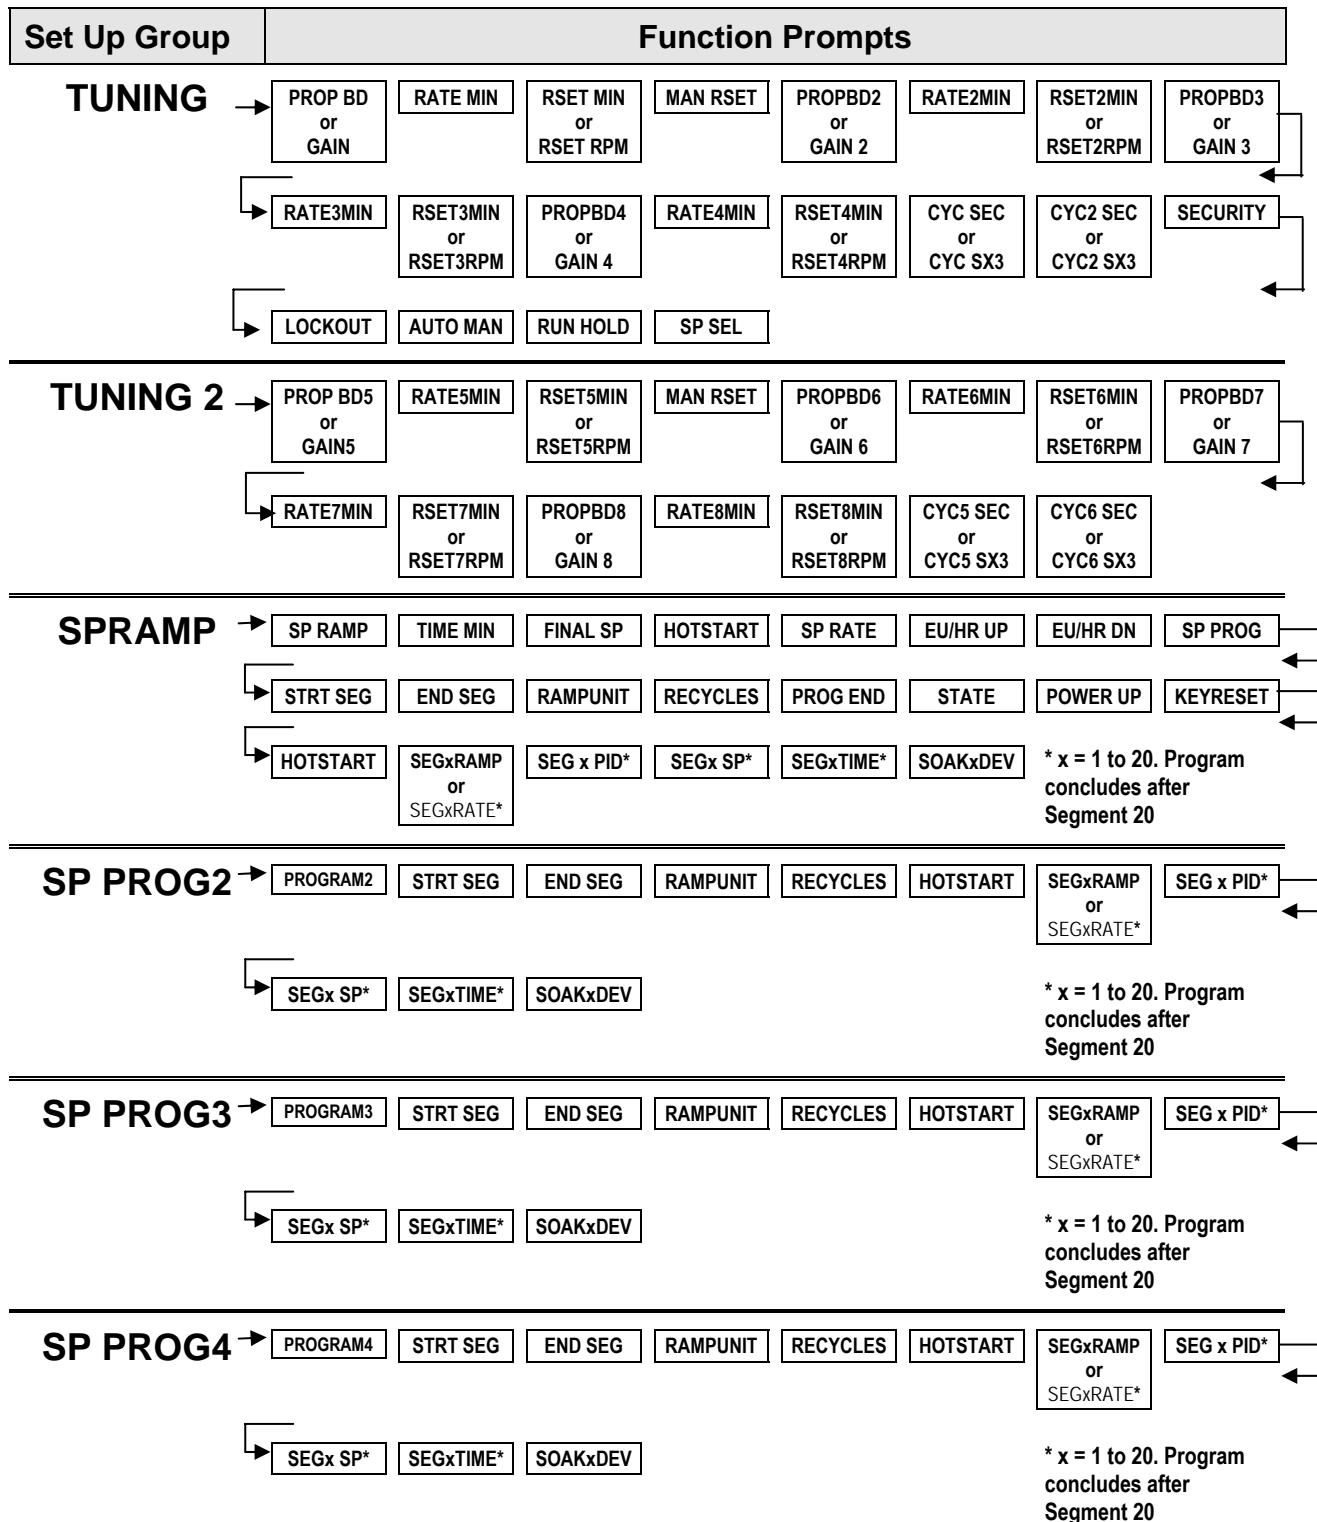 Set Up Group Function Prompts
TUNING
PROP BD or GAIN
RATE MIN
RSET MIN or RSET RPM
MAN RSET
PROPBD2 or GAIN 2
RATE2MIN
RSET2MIN or RSET2RPM
PROPBD3 or GAIN 3
RATE3MIN
RSET3MIN or RSET3RPM
PROPBD4 or GAIN 4
RATE4MIN
RSET4MIN or RSET4RPM
CYC SEC or CYC SX3
CYC2 SEC or CYC2 SX3
SECURITY
LOCKOUT
AUTO MAN
RUN HOLD
SP SEL
TUNING 2
PROP BD5 or GAIN5
RATE5MIN
RSET5MIN or RSET5RPM
MAN RSET
PROPBD6 or GAIN 6
RATE6MIN
RSET6MIN or RSET6RPM
PROPBD7 or GAIN 7
RATE7MIN
RSET7MIN or RSET7RPM
PROPBD8 or GAIN 8
RATE8MIN
RSET8MIN or RSET8RPM
CYC5 SEC or CYC5 SX3
CYC6 SEC or CYC6 SX3
SPRAMP
SP RAMP
TIME MIN
FINAL SP
HOTSTART
SP RATE
EU/HR UP
EU/HR DN
SP PROG
STRT SEG
END SEG
RAMPUNIT
RECYCLES
PROG END
STATE
POWER UP
KEYRESET
HOTSTART
SEGxRAMP or SEGxRATE*
SEG x PID*
SEGx SP*
SEGxTIME*
SOAKxDEV
* x = 1 to 20. Program
concludes after
Segment 20
SP PROG2
PROGRAM2
STRT SEG
END SEG
RAMPUNIT
RECYCLES
HOTSTART
SEGxRAMP or SEGxRATE*
SEG x PID*
SEGx SP*
SEGxTIME*
SOAKxDEV
* x = 1 to 20. Program
concludes after
Segment 20
SP PROG3
PROGRAM3
STRT SEG
END SEG
RAMPUNIT
RECYCLES
HOTSTART
SEGxRAMP or SEGxRATE*
SEG x PID*
SEGx SP*
SEGxTIME*
SOAKxDEV
* x = 1 to 20. Program
concludes after
Segment 20
SP PROG4
PROGRAM4
STRT SEG
END SEG
RAMPUNIT
RECYCLES
HOTSTART
SEGxRAMP or SEGxRATE*
SEG x PID*
SEGx SP*
SEGxTIME*
SOAKxDEV
* x = 1 to 20. Program
concludes after
Segment 20